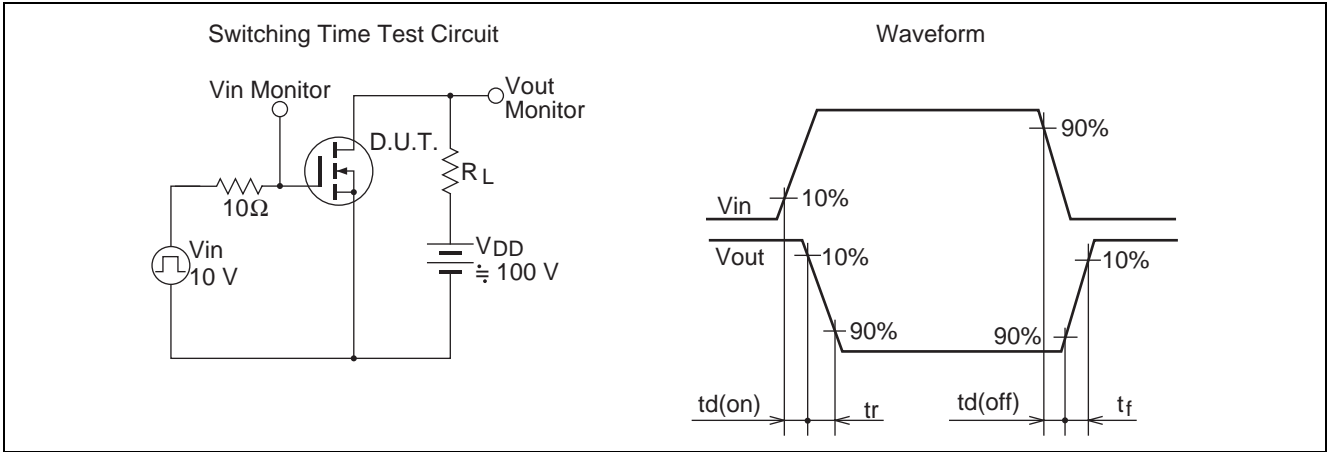 Switching Time Test Circuit
Vin Monitor
Vout
Monitor
D.U.T.
RL
10Ω
Vin
10 V
VDD
≒ 100 V
Waveform
90%
10%
Vin
Vout
10%
10%
90%
90%
td(on)
tr
td(off)
tf